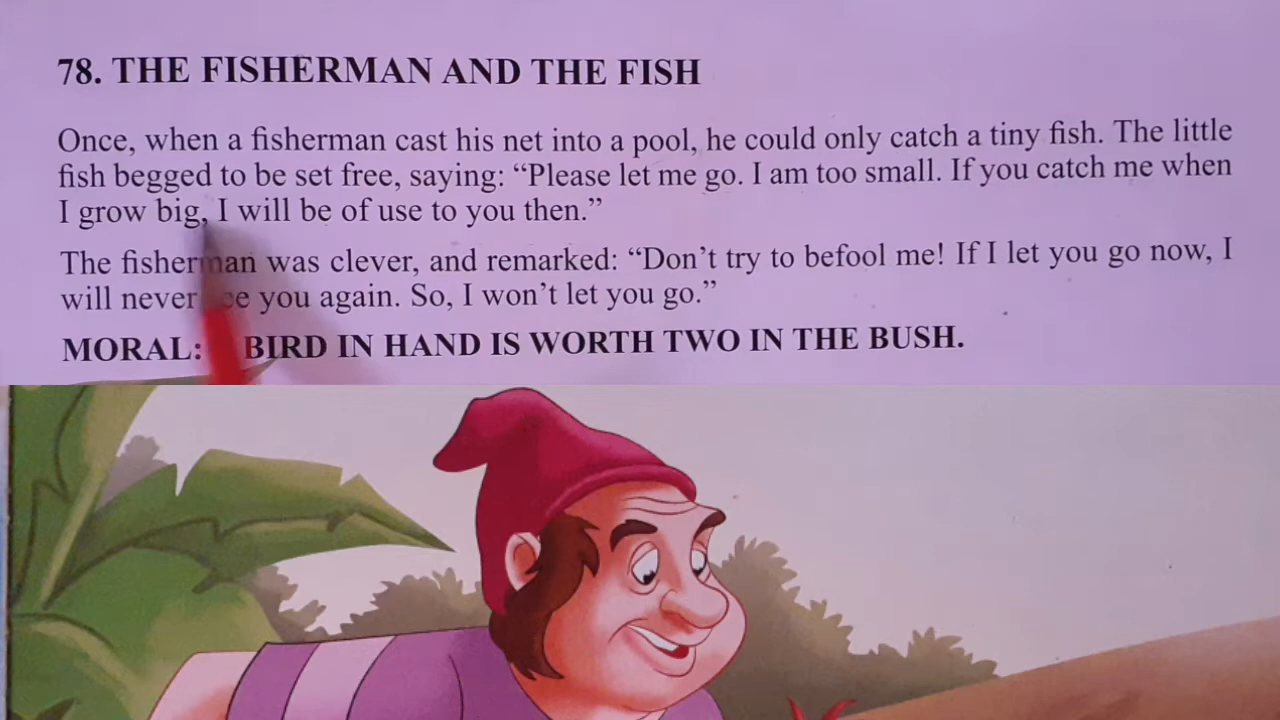 78. THE FISHERMAN AND THE FISH
Once, when a fisherman cast his net into a pool, he could only catch a tiny fish. The little
fish begged to be set free, saying: “Please let me go. I am too small. If you catch me when
I grow big, I will be of use to you then.”
The fisherman was clever, and remarked: “Don’t try to befool me! If I let you go now, I
will never you again. So, I won’t let you go.”
MORAL: BIRD IN HAND IS WORTH TWO IN THE BUSH.